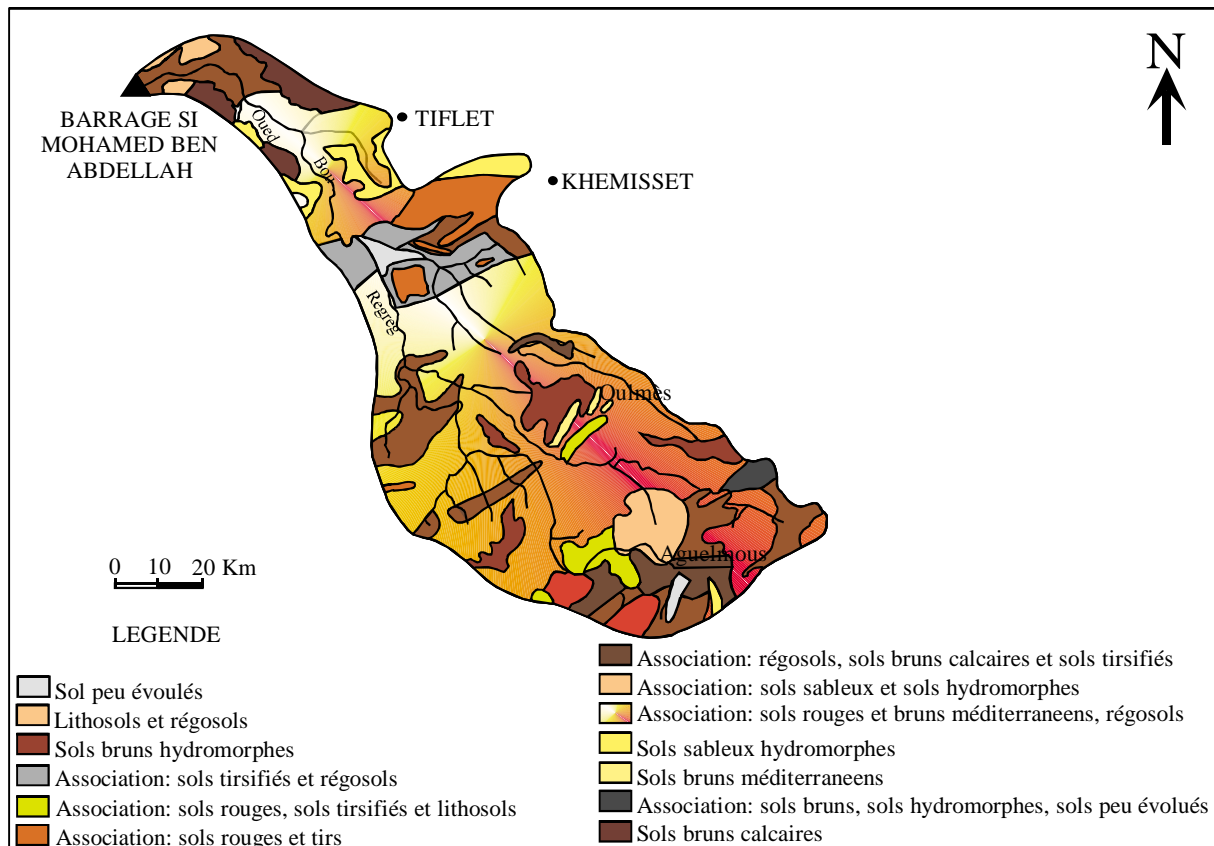 N
BARRAGE SI
MOHAMED BEN
ABDELLAH
TIFLET
KHEMISSET
Oued
Bou
Regreg
Oulmès
Aguelmous
0 10 20 Km
LEGENDE
Sol peu évoulés
Lithosols et régosols
Sols bruns hydromorphes
Association: sols tirsifiés et régosols
Association: sols rouges, sols tirsifiés et lithosols
Association: sols rouges et tirs
Association: régosols, sols bruns calcaires et sols tirsifiés
Association: sols sableux et sols hydromorphes
Association: sols rouges et bruns méditerraneens, régosols
Sols sableux hydromorphes
Sols bruns méditerraneens
Association: sols bruns, sols hydromorphes, sols peu évolués
Sols bruns calcaires